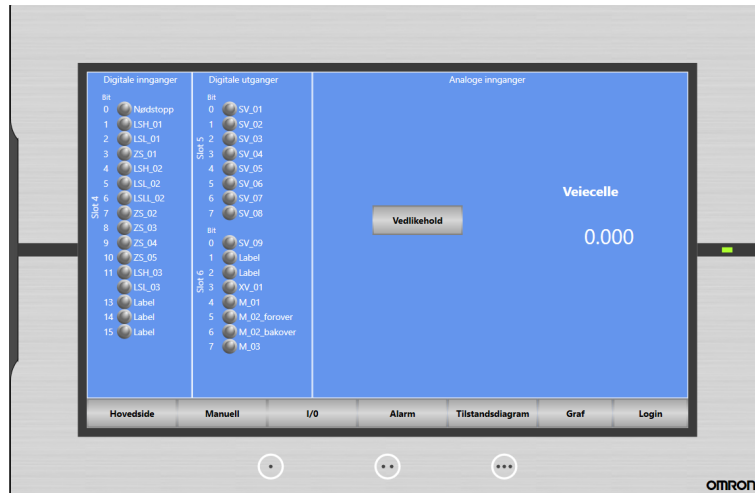 Digitale innganger
Bit
0 Nødstopp
1 LSH_01
2 LSL_01
3 ZS_01
4 LSH_02
5 LSL_02
6 LSLL_02
7 ZS_02
8 ZS_03
9 ZS_04
10 ZS_05
11 LSH_03
LSL_03
13 Label
14 Label
15 Label
Slot 4
Digitale utganger
Bit
0 SV_01
1 SV_02
2 SV_03
3 SV_04
4 SV_05
5 SV_06
6 SV_07
7 SV_08
Slot 5
Bit
0 SV_09
1 Label
2 Label
3 XV_01
4 M_01
5 M_02_forover
6 M_02_bakover
7 M_03
Slot 6
Analoge innganger
Veiecelle
Vedlikehold
0.000
Hovedside Manuell I/0 Alarm Tilstandsdiagram Graf Login
OMRON